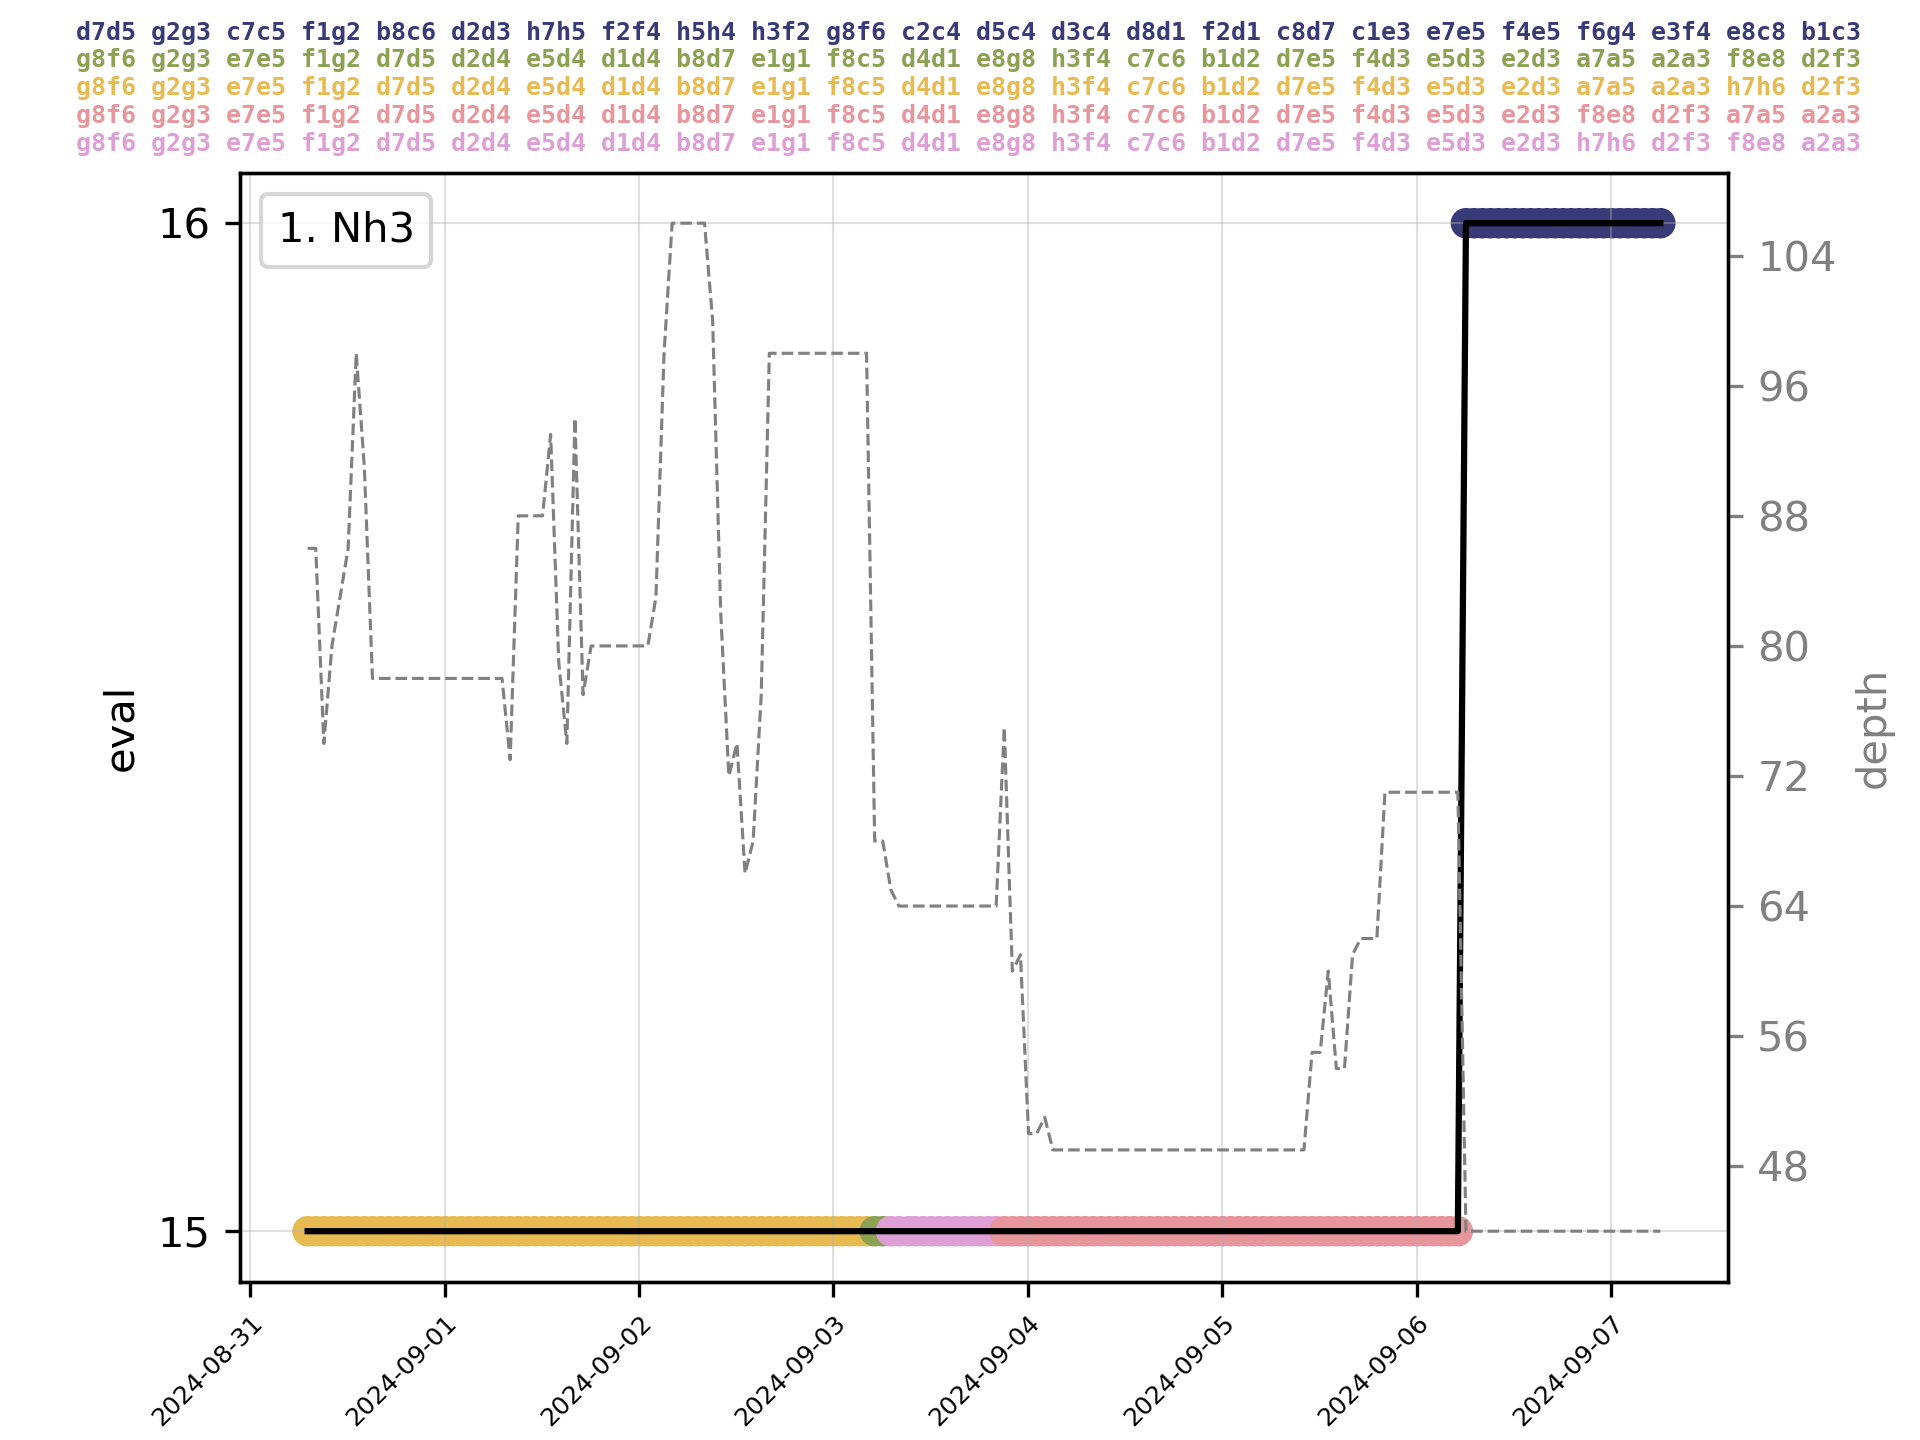 d7d5 g2g3 c7c5 f1g2 b8c6 d2d3 h7h5 f2f4 h5h4 h3f2 g8f6 c2c4 d5c4 d3c4 d8d1 f2d1 c8d7 c1e3 e7e5 f4e5 f6g4 e3f4 e8c8 b1c3
g8f6 g2g3 e7e5 f1g2 d7d5 d2d4 e5d4 d1d4 b8d7 e1g1 f8c5 d4d1 e8g8 h3f4 c7c6 b1d2 d7e5 f4d3 e5d3 e2d3 a7a5 a2a3 f8e8 d2f3
g8f6 g2g3 e7e5 f1g2 d7d5 d2d4 e5d4 d1d4 b8d7 e1g1 f8c5 d4d1 e8g8 h3f4 c7c6 b1d2 d7e5 f4d3 e5d3 e2d3 a7a5 a2a3 h7h6 d2f3
g8f6 g2g3 e7e5 f1g2 d7d5 d2d4 e5d4 d1d4 b8d7 e1g1 f8c5 d4d1 e8g8 h3f4 c7c6 b1d2 d7e5 f4d3 e5d3 e2d3 f8e8 d2f3 a7a5 a2a3
g8f6 g2g3 e7e5 f1g2 d7d5 d2d4 e5d4 d1d4 b8d7 e1g1 f8c5 d4d1 e8g8 h3f4 c7c6 b1d2 d7e5 f4d3 e5d3 e2d3 h7h6 d2f3 f8e8 a2a3
1. Nh3
16
15
eval
104
96
88
80
72
64
56
48
depth
2024-08-31
2024-09-01
2024-09-02
2024-09-03
2024-09-04
2024-09-05
2024-09-06
2024-09-07